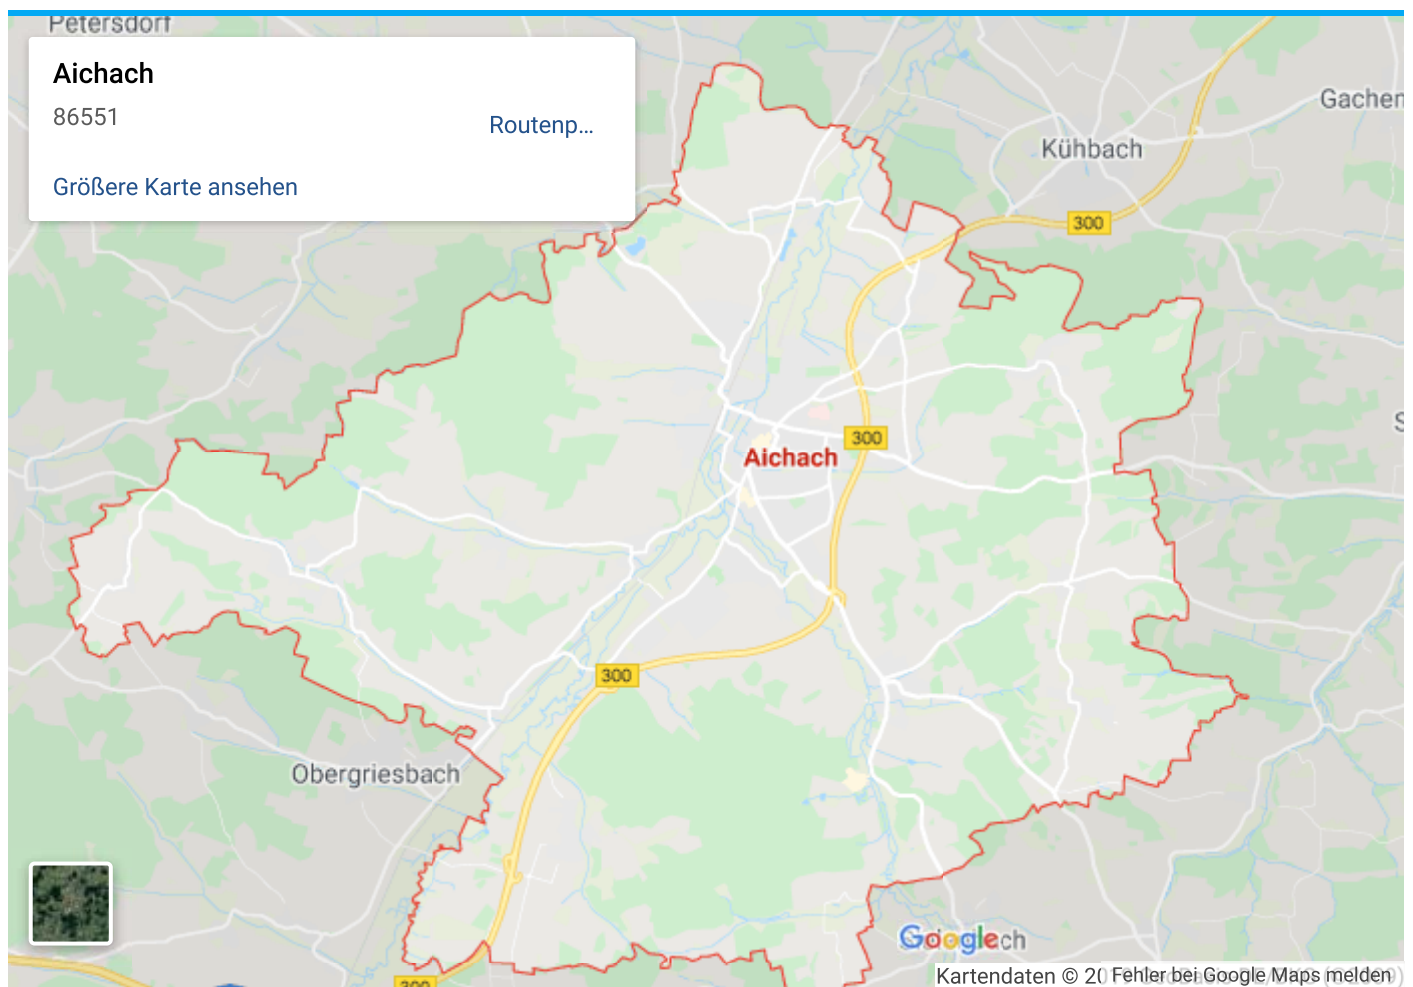 Petersdorf
Aichach
86551
Routenp...
Größere Karte ansehen
Gachen
Kühbach
300
300
Aichach
300
Obergriesbach
Google
300
Kartendaten © 20
Fehler bei Google Maps melden